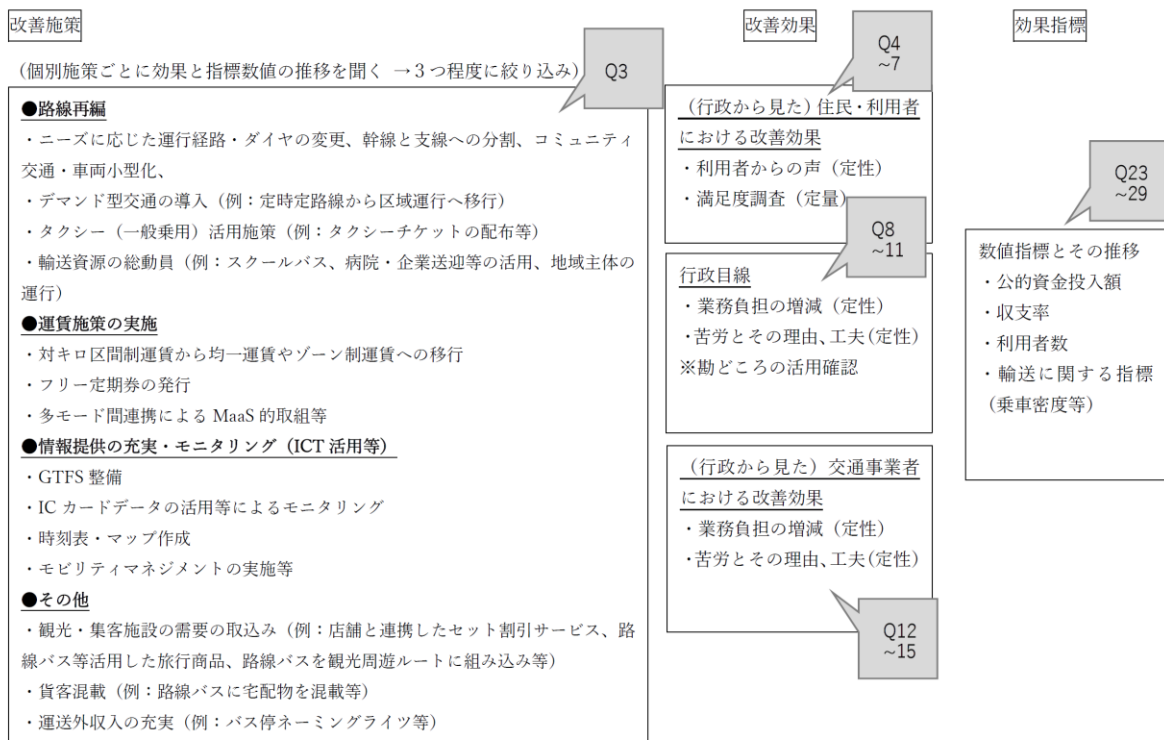 改善施策
(個別施策ごとに効果と指標数値の推移を聞く →３つ程度に絞り込み)
Q3
●路線再編
・ニーズに応じた運行経路・ダイヤの変更、幹線と支線への分割、コミュニティ
交通・車両小型化、
・デマンド型交通の導入（例：定時定路線から区域運行へ移行）
・タクシー（一般乗用）活用施策（例：タクシーチケットの配布等）
・輸送資源の総動員（例：スクールバス、病院・企業送迎等の活用、地域主体の
運行）
●運賃施策の実施
・対キロ区間制運賃から均一運賃やゾーン制運賃への移行
・フリー定期券の発行
・多モード間連携による MaaS 的取組等
●情報提供の充実・モニタリング（ICT 活用等）
・GTFS 整備
・IC カードデータの活用等によるモニタリング
・時刻表・マップ作成
・モビリティマネジメントの実施等
●その他
・観光・集客施設の需要の取込み（例：店舗と連携したセット割引サービス、路
線バス等活用した旅行商品、路線バスを観光周遊ルートに組み込み等）
・貨客混載（例：路線バスに宅配物を混載等）
・運送外収入の充実（例：バス停ネーミングライツ等）
改善効果
Q4
~7
（行政から見た）住民・利用者
における改善効果
・利用者からの声（定性）
・満足度調査（定量）
Q8
~11
行政目線
・業務負担の増減（定性）
・苦労とその理由、工夫(定性)
※勘どころの活用確認
（行政から見た）交通事業者
における改善効果
・業務負担の増減（定性）
・苦労とその理由、工夫(定性)
Q12
~15
効果指標
Q23
~29
数値指標とその推移
・公的資金投入額
・収支率
・利用者数
・輸送に関する指標
（乗車密度等）